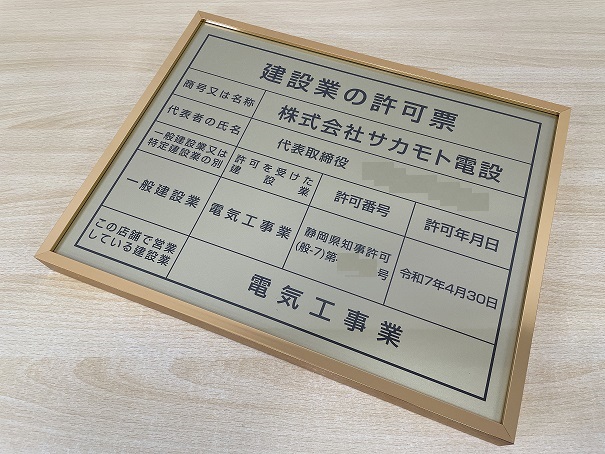 建設業の許可票
商号又は名称
株式会社サカモト電設
代表者の氏名
代表取締役
一般建設業又は
特定建設業の別
許可を受けた
建設業
許可番号
許可年月日
一般建設業
電気工事業
静岡県知事許可
(般-7)第 号
令和7年4月30日
この店舗で営業
している建設業
電気工事業